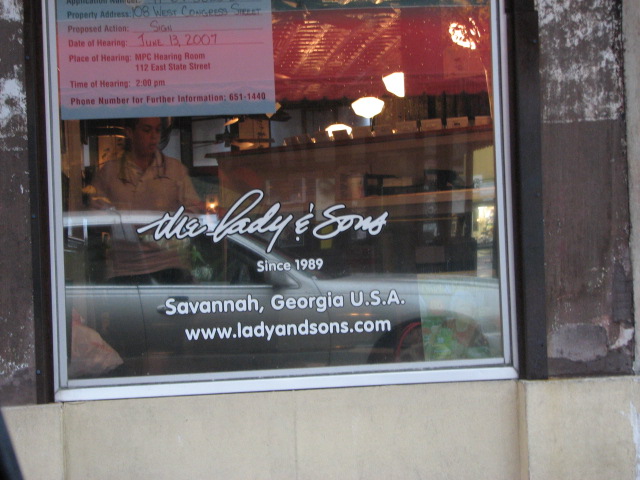 Application Number:
Property Address: 108 West Congress Street
Proposed Action: Sign
Date of Hearing: June 13, 2007
Place of Hearing: MPC Hearing Room
112 East State Street
Time of Hearing: 2:00 pm
Phone Number for Further Information: 651-1440
the Lady & Sons
Since 1989
Savannah, Georgia U.S.A.
www.ladyandsons.com